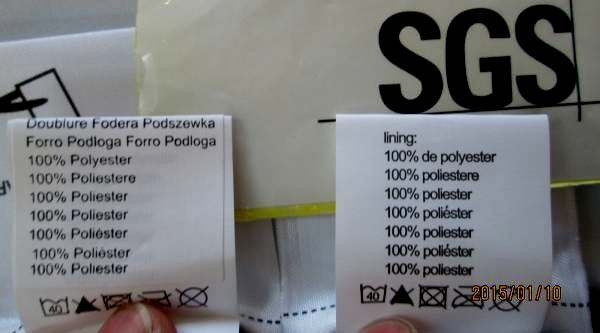 SGS
Doublure Fodera Podszewka
Forro Podloga Forro Podloga
100% Polyester
100% Poliestere
100% Poliester
100% Poliester
100% Poliéster
100% Poliéster
100% Poliester
40
lining:
100% de polyester
100% poliestere
100% poliester
100% poliéster
100% poliéster
100% poliéster
100% poliester
40
2015/01/10